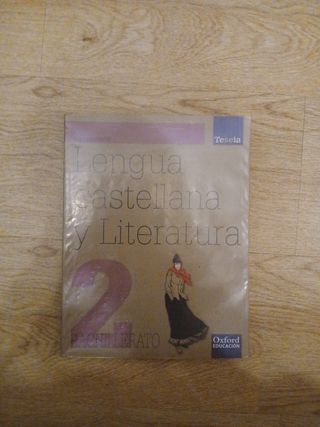 Tesela
Lengua
Castellana
y Literatura
2
BACHILLERATO
Oxford
EDUCACIÓN